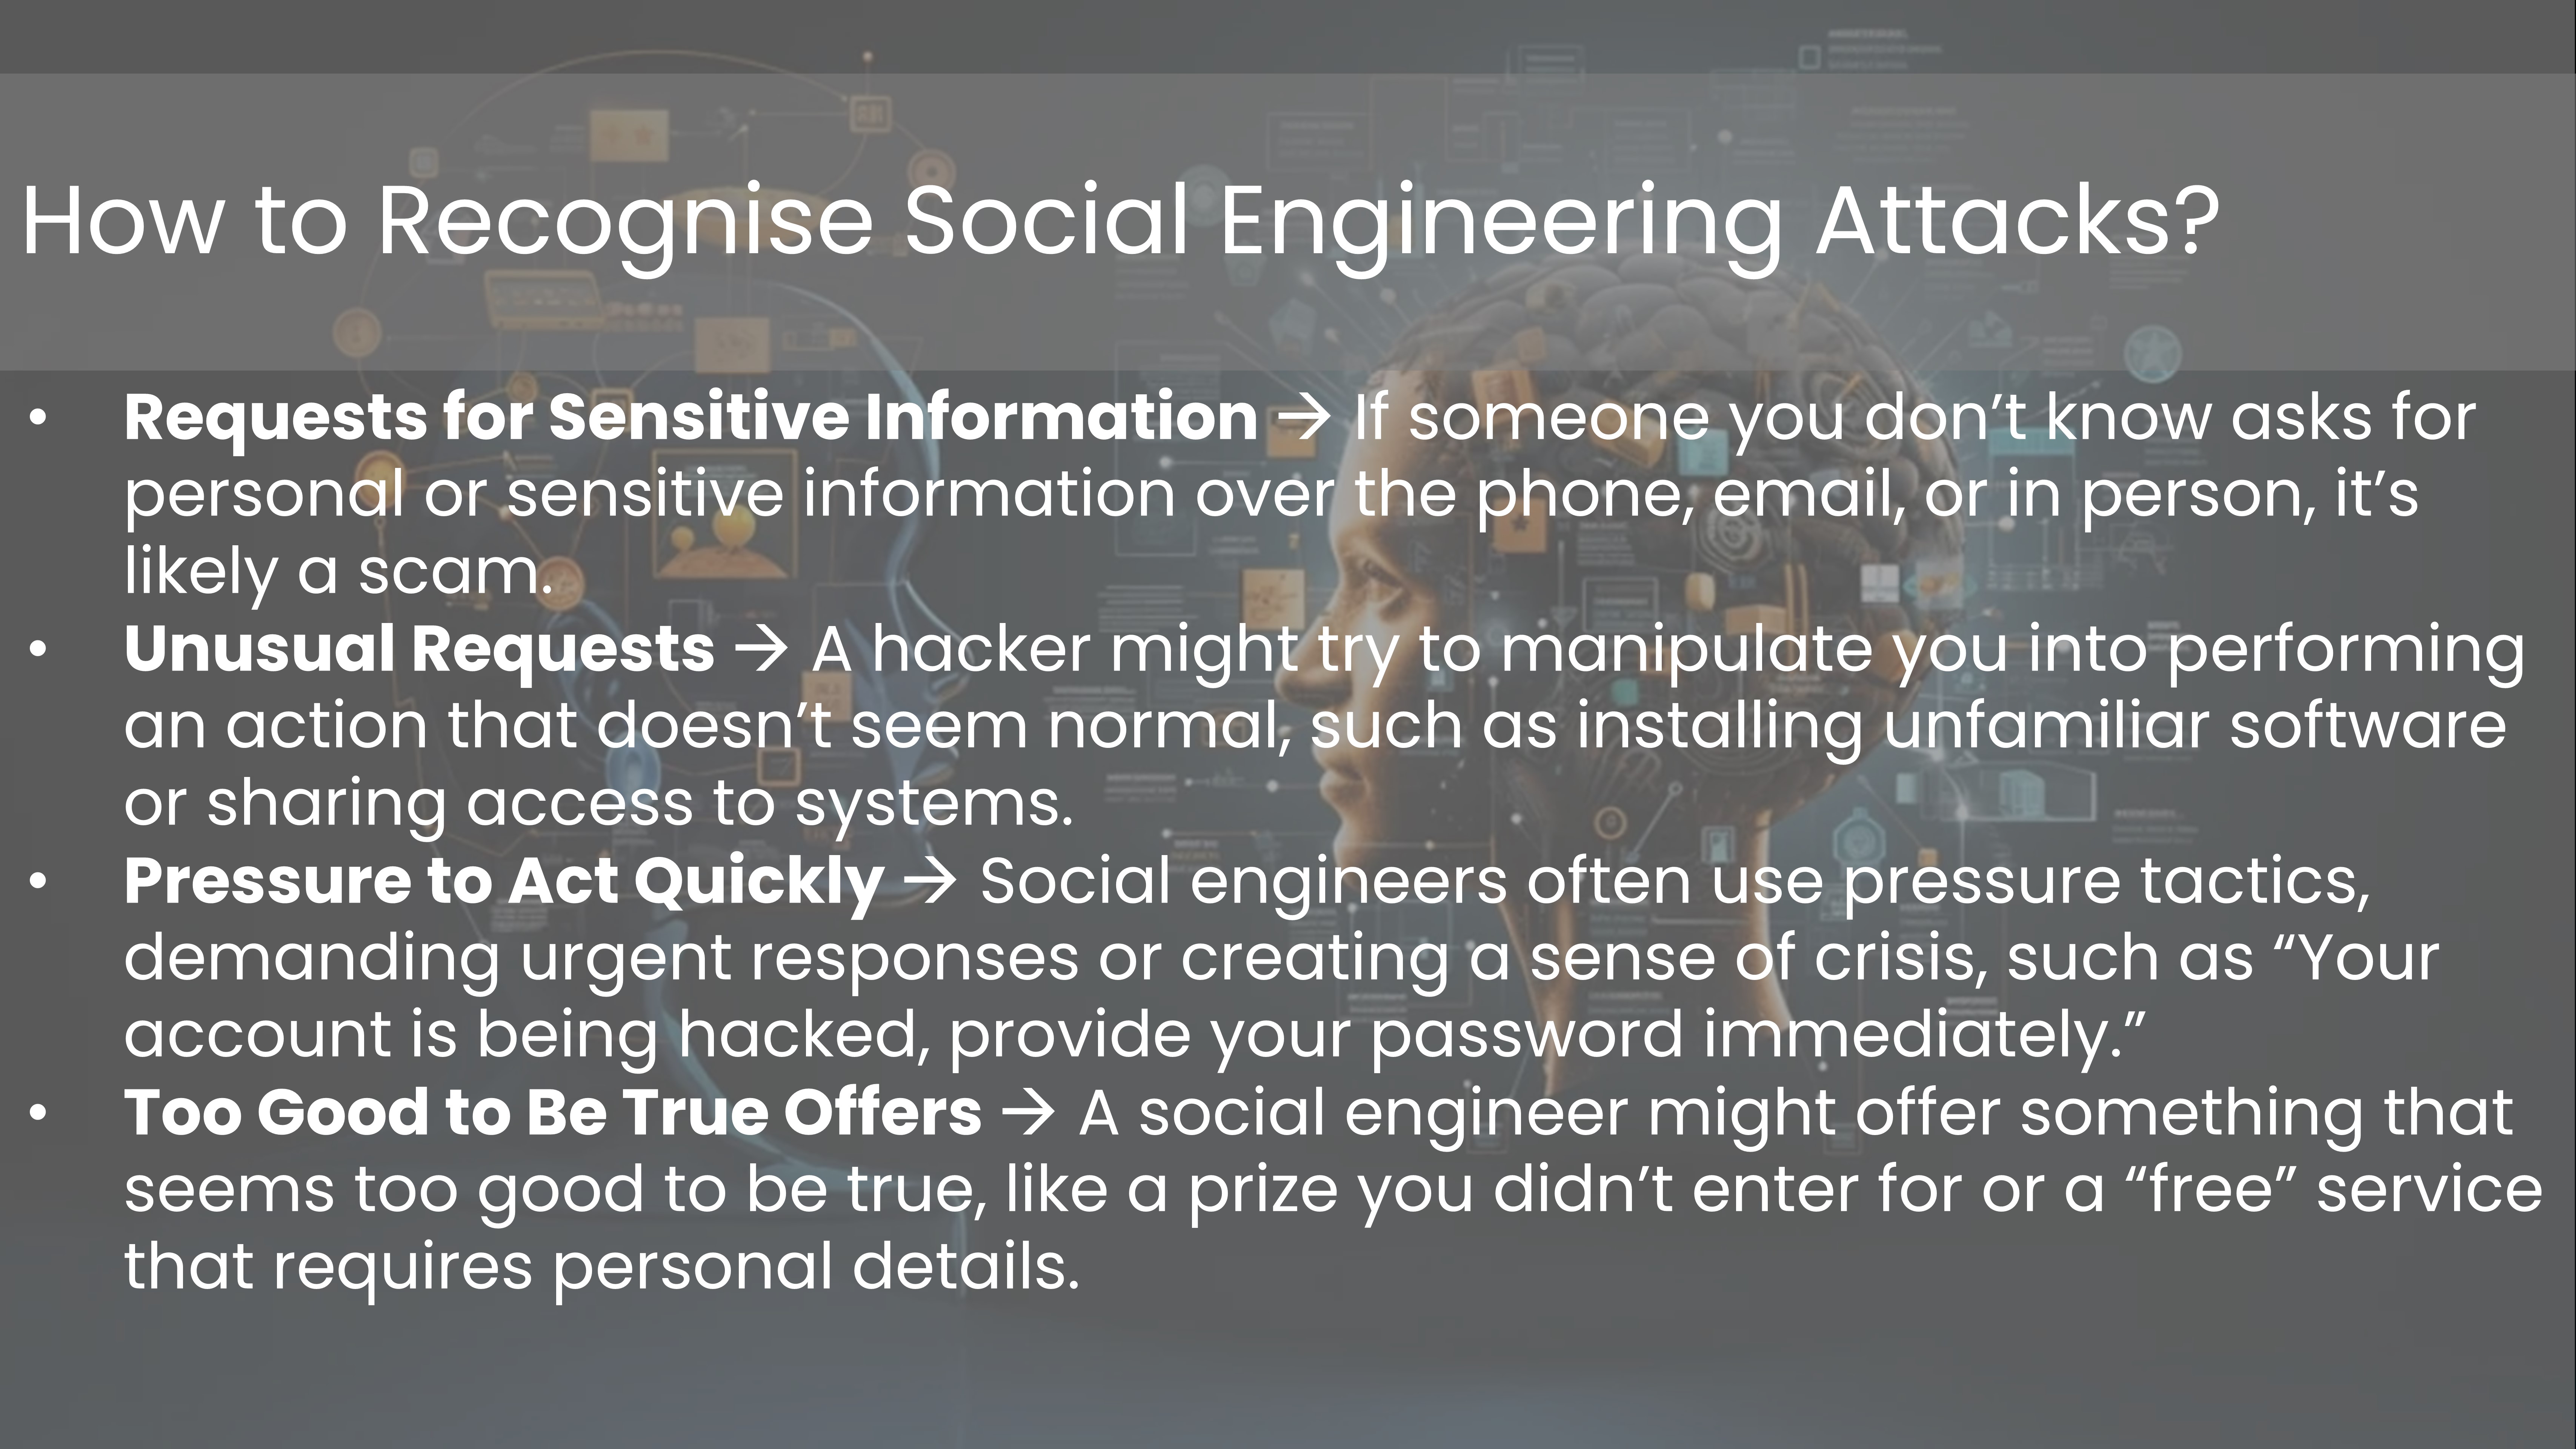 How to Recognise Social Engineering Attacks?
• Requests for Sensitive Information → If someone you don’t know asks for
personal or sensitive information over the phone, email, or in person, it’s
likely a scam.
• Unusual Requests → A hacker might try to manipulate you into performing
an action that doesn’t seem normal, such as installing unfamiliar software
or sharing access to systems.
• Pressure to Act Quickly → Social engineers often use pressure tactics,
demanding urgent responses or creating a sense of crisis, such as “Your
account is being hacked, provide your password immediately.”
• Too Good to Be True Offers → A social engineer might offer something that
seems too good to be true, like a prize you didn’t enter for or a “free” service
that requires personal details.